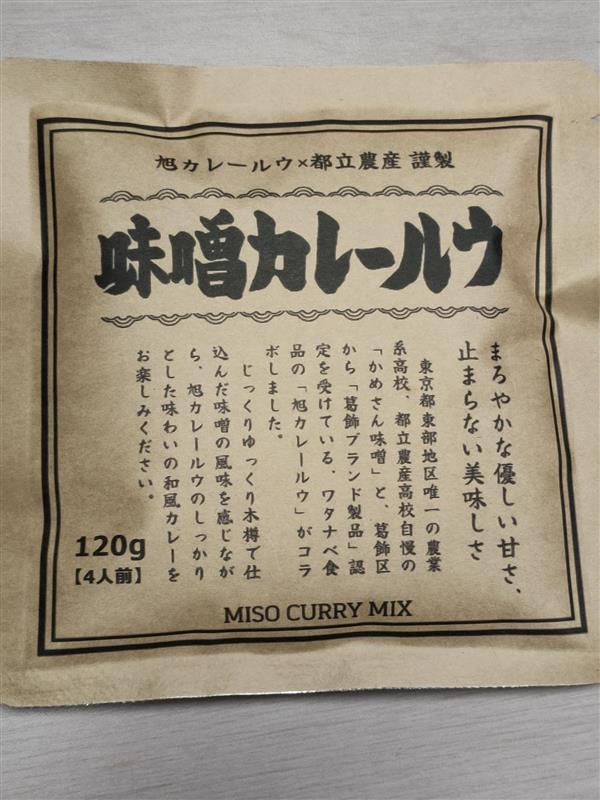 旭カレールウ×都立農産 謹製
味噌カレールウ
まろやかな優しい甘さ、
止まらない美味しさ
東京都東部地区唯一の農業
系高校、都立農産高校自慢の
「かめさん味噌」と、葛飾区
から「葛飾ブランド製品」認
定を受けている、ワタナベ食
品の「旭カレールウ」がコラ
ボしました。
じっくりゆっくり木樽で仕
込んだ味噌の風味を感じなが
ら、旭カレールウのしっかり
とした味わいの和風カレーを
お楽しみください。
120g
【4人前】
MISO CURRY MIX